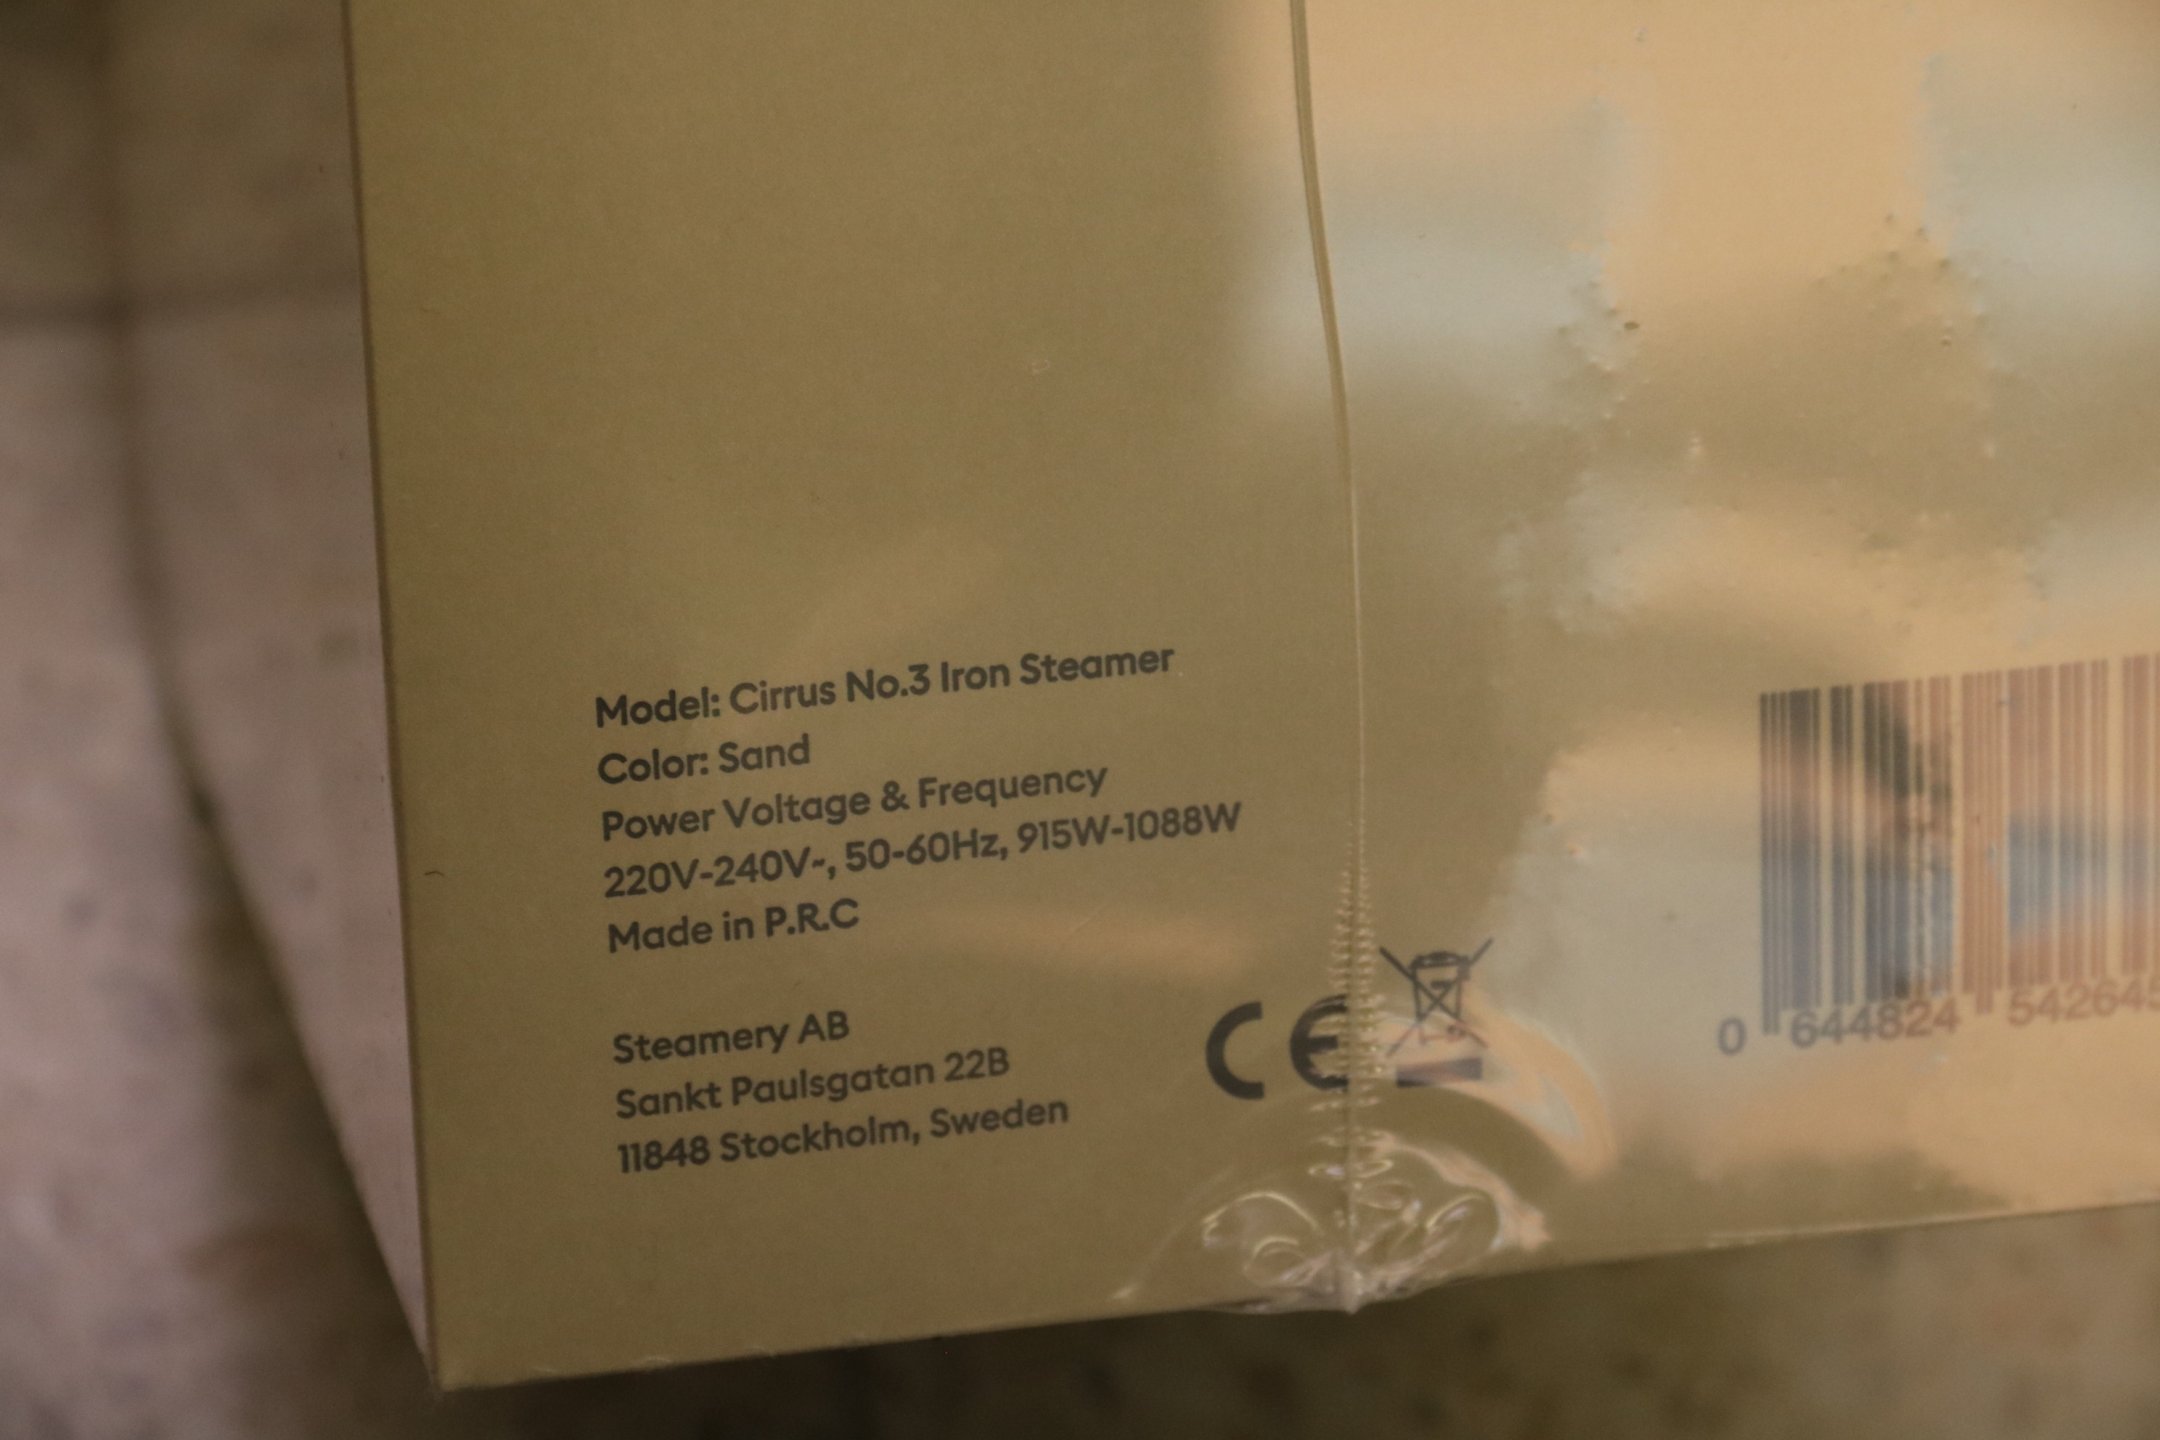 Model: Cirrus No.3 Iron Steamer
Color: Sand
Power Voltage & Frequency
220V-240V~, 50-60Hz, 915W-1088W
Made in P.R.C
Steamery AB
Sankt Paulsgatan 22B
11848 Stockholm, Sweden
CE
0 644824 542645